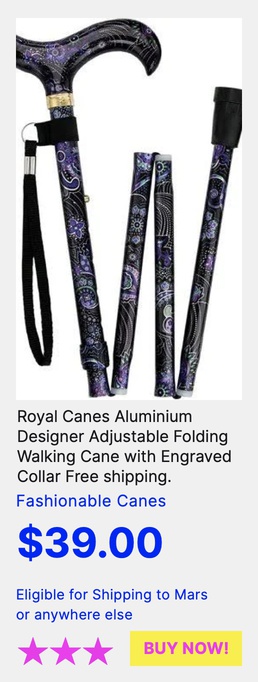 Royal Canes Aluminium
Designer Adjustable Folding
Walking Cane with Engraved
Collar Free shipping.
Fashionable Canes
$39.00
Eligible for Shipping to Mars
or anywhere else
BUY NOW!